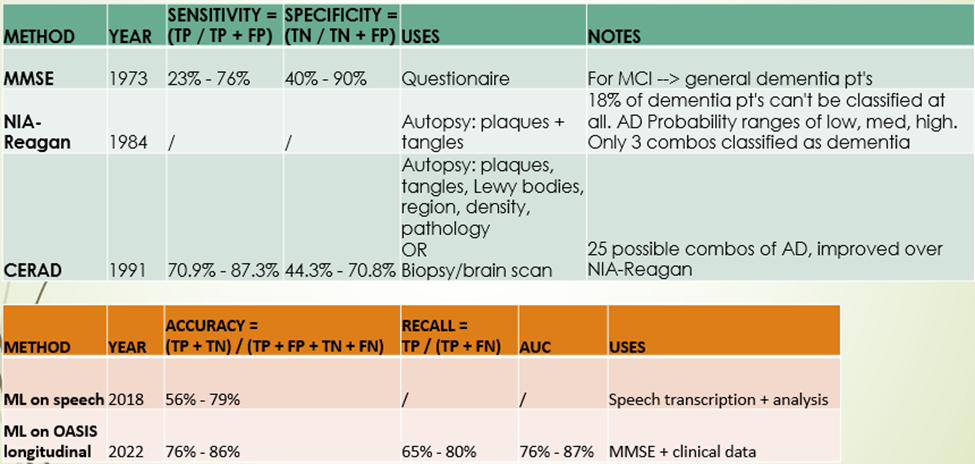 METHOD YEAR SENSITIVITY = (TP / TP + FP) SPECIFICITY = (TN / TN + FP) USES NOTES
MMSE 1973 23% - 76% 40% - 90% Questionaire For MCI --> general dementia pt's
NIA-Reagan 1984 / / Autopsy: plaques + tangles 18% of dementia pt's can't be classified at all. AD Probability ranges of low, med, high. Only 3 combos classified as dementia
CERAD 1991 70.9% - 87.3% 44.3% - 70.8% Autopsy: plaques, tangles, Lewy bodies, region, density, pathology OR Biopsy/brain scan 25 possible combos of AD, improved over NIA-Reagan
METHOD YEAR ACCURACY = (TP + TN) / (TP + FP + TN + FN) RECALL = TP / (TP + FN) AUC USES
ML on speech 2018 56% - 79% / / Speech transcription + analysis
ML on OASIS longitudinal 2022 76% - 86% 65% - 80% 76% - 87% MMSE + clinical data